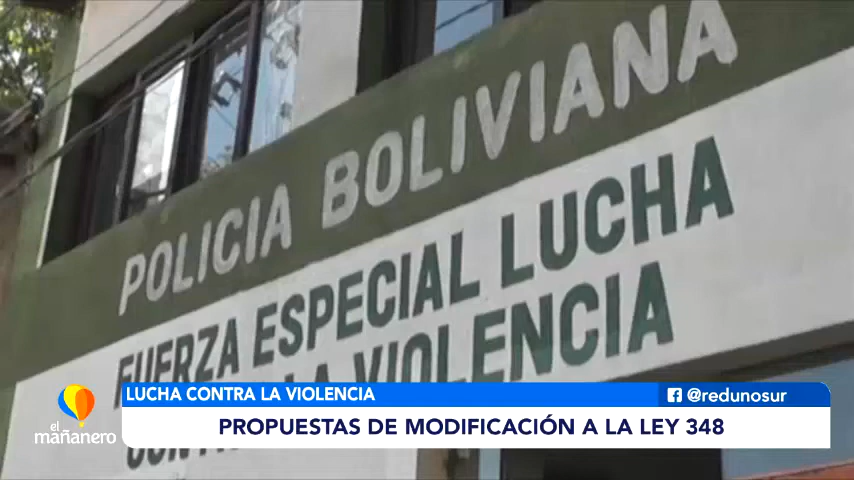 POLICIA BOLIVIANA
FUERZA ESPECIAL LUCHA
VIOLENCIA
LUCHA CONTRA LA VIOLENCIA
@redunosur
el mañanero
PROPUESTAS DE MODIFICACIÓN A LA LEY 348